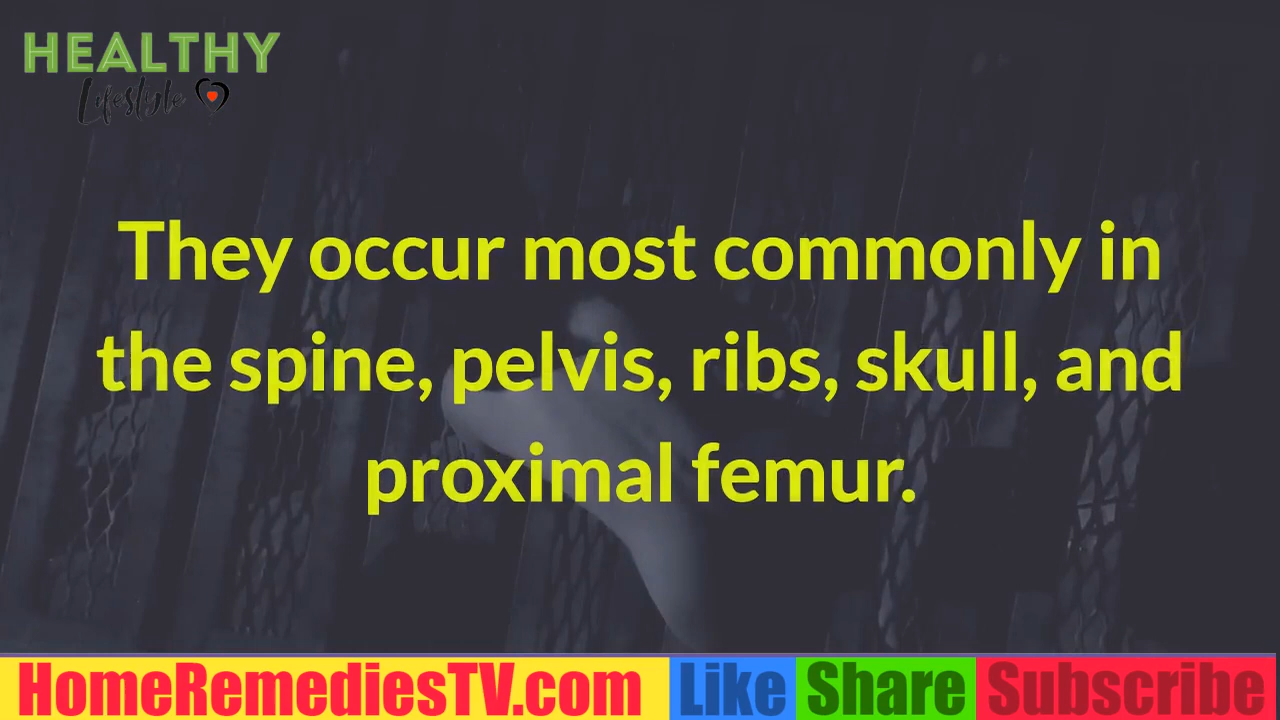 HEALTHY
Lifestyle
They occur most commonly in
the spine, pelvis, ribs, skull, and
proximal femur.
HomeRemediesTV.com Like Share Subscribe